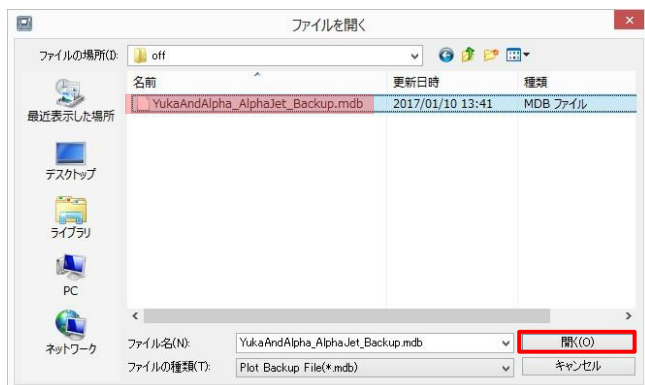 ファイルを開く
ファイルの場所(I): off
名前 更新日時 種類
YukaAndAlpha_AlphaJet_Backup.mdb 2017/01/10 13:41 MDB ファイル
最近表示した場所
デスクトップ
ライブラリ
PC
ネットワーク
ファイル名(N): YukaAndAlpha_AlphaJet_Backup.mdb 開く(O)
ファイルの種類(T): Plot Backup File(*.mdb) キャンセル